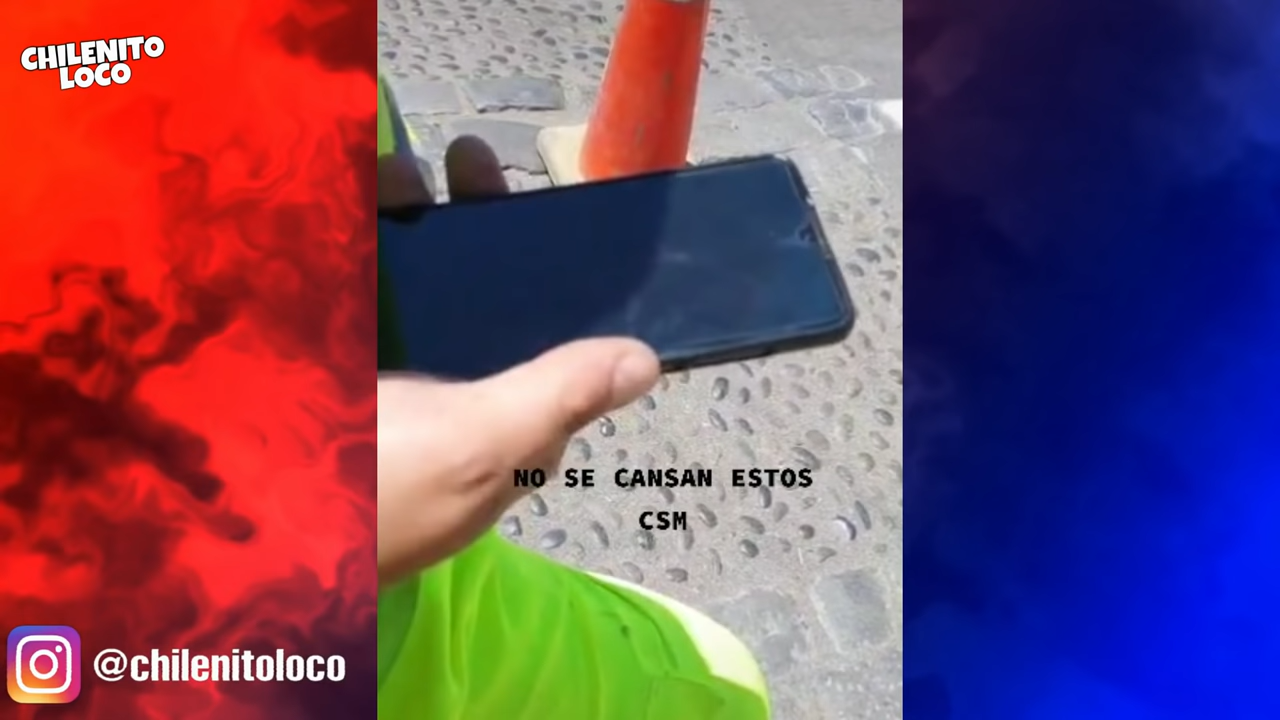 CHILENITO
LOCO
NO SE CANSAN ESTOS
CSM
@chilenitoloco